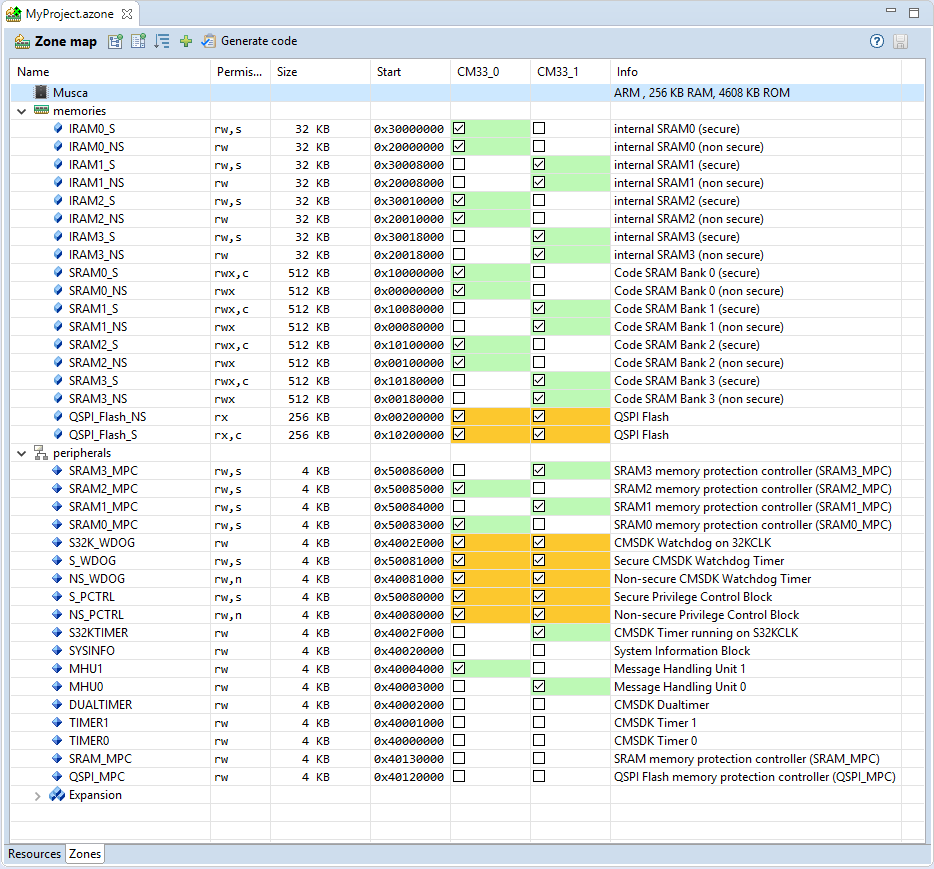 MyProject.azone
Zone map Generate code
Name Permis... Size Start CM33_0 CM33_1 Info
Musca ARM , 256 KB RAM, 4608 KB ROM
memories
IRAM0_S rw,s 32 KB 0x30000000 internal SRAM0 (secure)
IRAM0_NS rw 32 KB 0x20000000 internal SRAM0 (non secure)
IRAM1_S rw,s 32 KB 0x30008000 internal SRAM1 (secure)
IRAM1_NS rw 32 KB 0x20008000 internal SRAM1 (non secure)
IRAM2_S rw,s 32 KB 0x30010000 internal SRAM2 (secure)
IRAM2_NS rw 32 KB 0x20010000 internal SRAM2 (non secure)
IRAM3_S rw,s 32 KB 0x30018000 internal SRAM3 (secure)
IRAM3_NS rw 32 KB 0x20018000 internal SRAM3 (non secure)
SRAM0_S rwx,c 512 KB 0x10000000 Code SRAM Bank 0 (secure)
SRAM0_NS rwx 512 KB 0x00000000 Code SRAM Bank 0 (non secure)
SRAM1_S rwx,c 512 KB 0x10080000 Code SRAM Bank 1 (secure)
SRAM1_NS rwx 512 KB 0x00080000 Code SRAM Bank 1 (non secure)
SRAM2_S rwx,c 512 KB 0x10100000 Code SRAM Bank 2 (secure)
SRAM2_NS rwx 512 KB 0x00100000 Code SRAM Bank 2 (non secure)
SRAM3_S rwx,c 512 KB 0x10180000 Code SRAM Bank 3 (secure)
SRAM3_NS rwx 512 KB 0x00180000 Code SRAM Bank 3 (non secure)
QSPI_Flash_NS rx 256 KB 0x00200000 QSPI Flash
QSPI_Flash_S rx,c 256 KB 0x10200000 QSPI Flash
peripherals
SRAM3_MPC rw,s 4 KB 0x50086000 SRAM3 memory protection controller (SRAM3_MPC)
SRAM2_MPC rw,s 4 KB 0x50085000 SRAM2 memory protection controller (SRAM2_MPC)
SRAM1_MPC rw,s 4 KB 0x50084000 SRAM1 memory protection controller (SRAM1_MPC)
SRAM0_MPC rw,s 4 KB 0x50083000 SRAM0 memory protection controller (SRAM0_MPC)
S32K_WDOG rw 4 KB 0x4002E000 CMSDK Watchdog on 32KCLK
S_WDOG rw,s 4 KB 0x50081000 Secure CMSDK Watchdog Timer
NS_WDOG rw,n 4 KB 0x40081000 Non-secure CMSDK Watchdog Timer
S_PCTRL rw,s 4 KB 0x50080000 Secure Privilege Control Block
NS_PCTRL rw,n 4 KB 0x40080000 Non-secure Privilege Control Block
S32KTIMER rw 4 KB 0x4002F000 CMSDK Timer running on S32KCLK
SYSINFO rw 4 KB 0x40020000 System Information Block
MHU1 rw 4 KB 0x40004000 Message Handling Unit 1
MHU0 rw 4 KB 0x40003000 Message Handling Unit 0
DUALTIMER rw 4 KB 0x40002000 CMSDK Dualtimer
TIMER1 rw 4 KB 0x40001000 CMSDK Timer 1
TIMER0 rw 4 KB 0x40000000 CMSDK Timer 0
SRAM_MPC rw 4 KB 0x40130000 SRAM memory protection controller (SRAM_MPC)
QSPI_MPC rw 4 KB 0x40120000 QSPI Flash memory protection controller (QSPI_MPC)
Expansion
Resources Zones